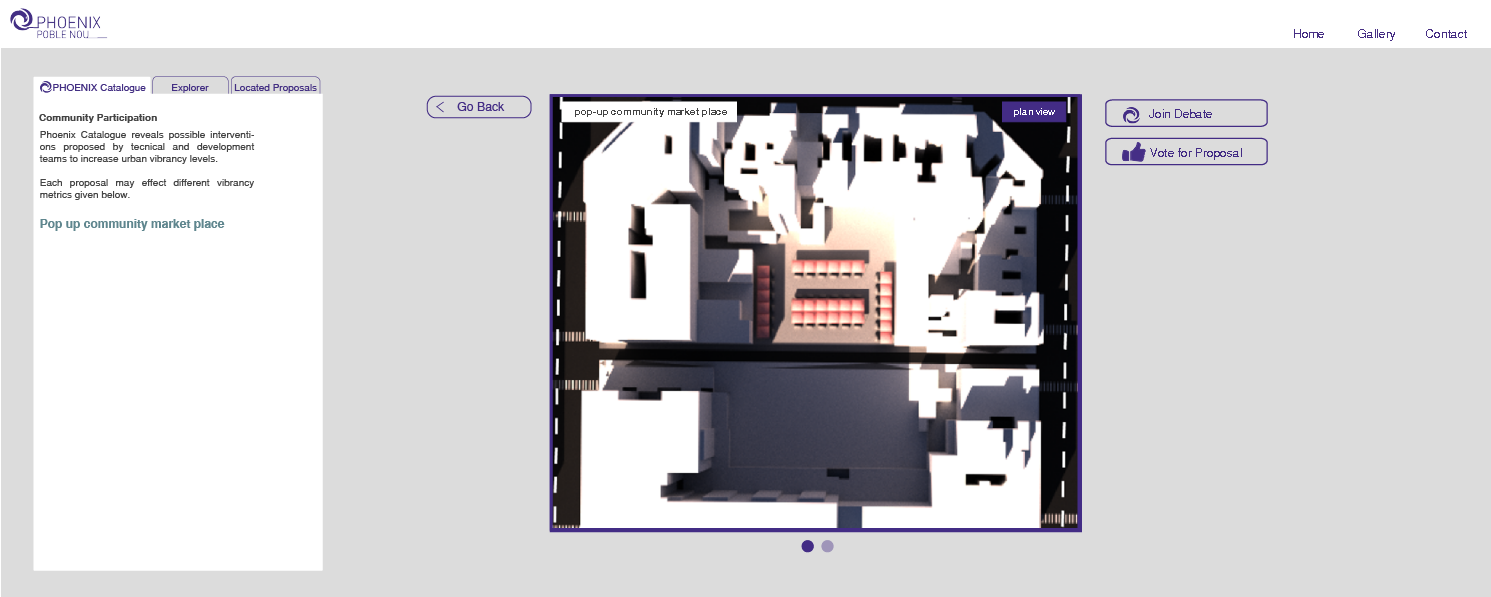 PHOENIX
POBLE NOU
Home Gallery Contact
PHOENIX Catalogue Explorer Located Proposals
Community Participation
Phoenix Catalogue reveals possible interventi-
ons proposed by tecnical and development
teams to increase urban vibrancy levels.
Each proposal may effect different vibrancy
metrics given below.
Pop up community market place
Go Back
pop-up community market place
plan view
Join Debate
Vote for Proposal